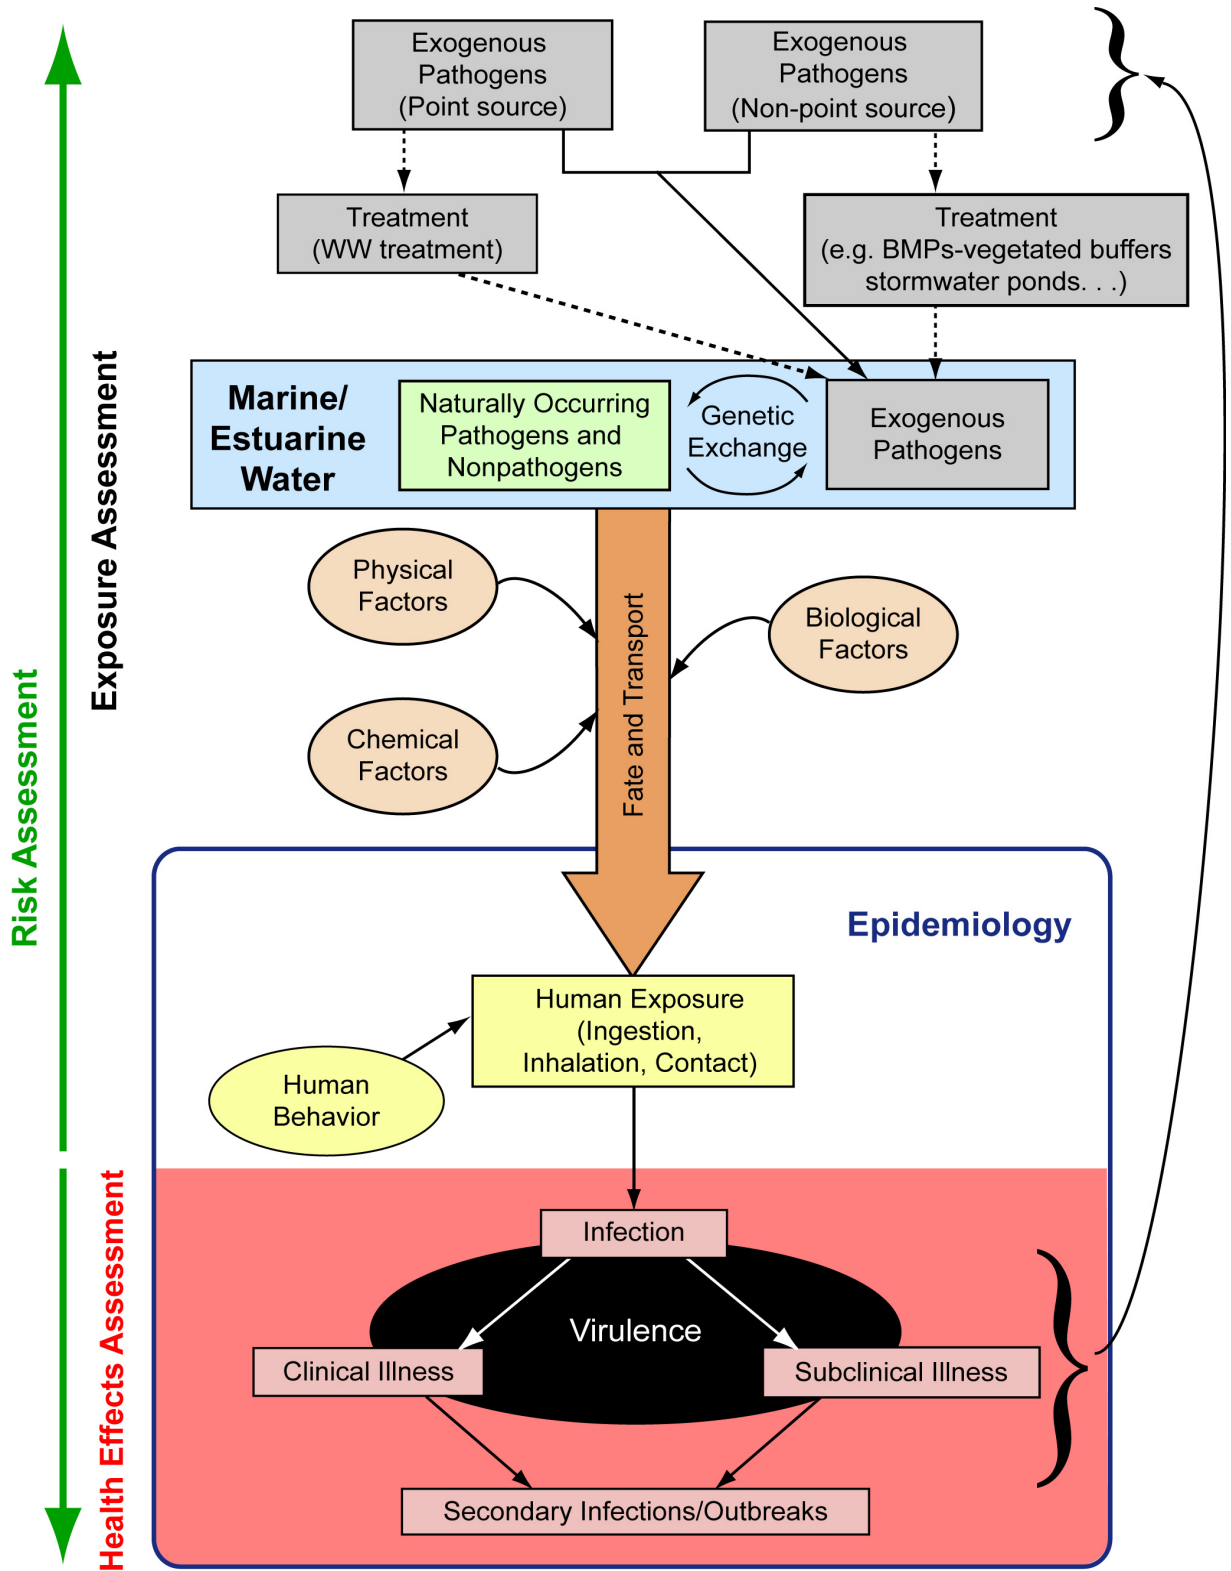 Exogenous
Pathogens
(Point source)
Exogenous
Pathogens
(Non-point source)
Treatment
(WW treatment)
Treatment
(e.g. BMPs-vegetated buffers
stormwater ponds. . .)
Marine/
Estuarine
Water
Naturally Occurring
Pathogens and
Nonpathogens
Genetic
Exchange
Exogenous
Pathogens
Exposure Assessment
Risk Assessment
Physical
Factors
Biological
Factors
Chemical
Factors
Fate and Transport
Epidemiology
Human Exposure
(Ingestion,
Inhalation, Contact)
Human
Behavior
Health Effects Assessment
Infection
Virulence
Clinical Illness
Subclinical Illness
Secondary Infections/Outbreaks